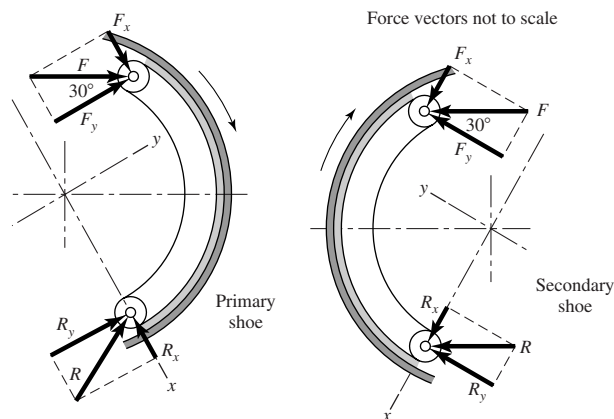 Force vectors not to scale
F_x
F
30°
F_y
y
R_y
R
R_x
x
Primary
shoe
F_x
F
30°
F_y
y
R_x
R
R_y
x
Secondary
shoe